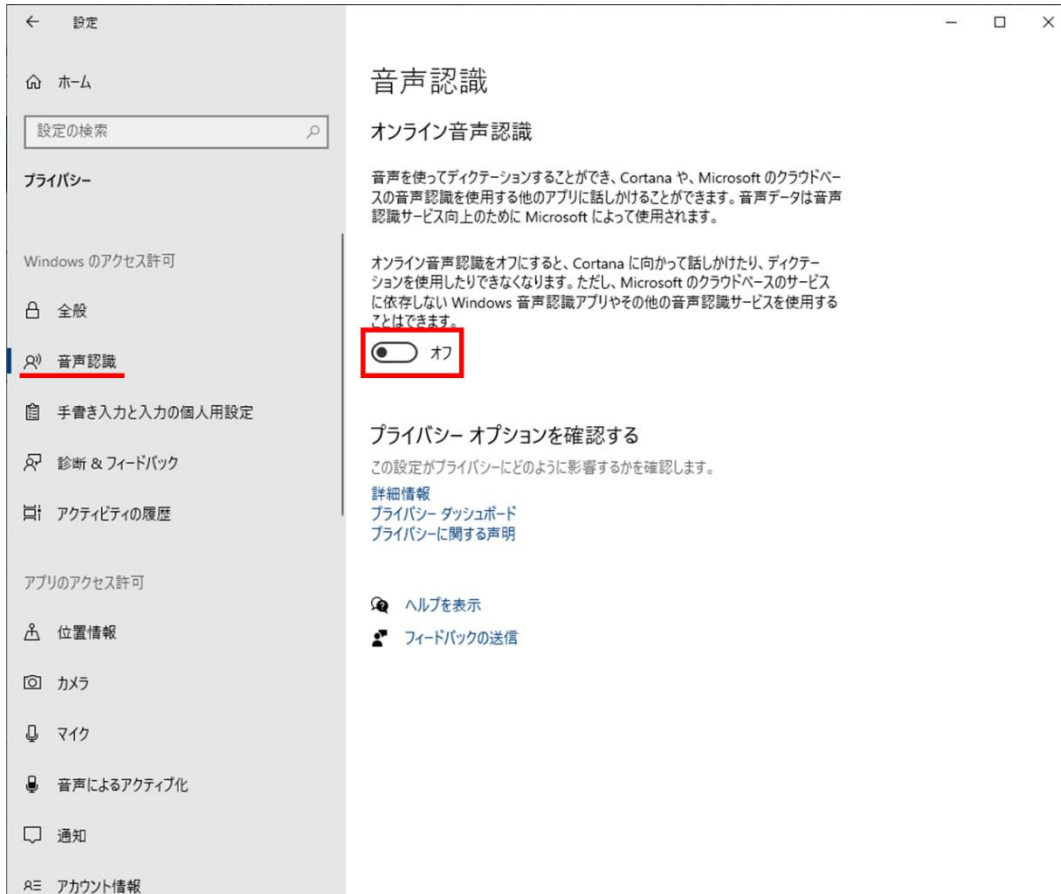 設定
ホーム
設定の検索
プライバシー
Windows のアクセス許可
全般
音声認識
手書き入力と入力の個人用設定
診断 & フィードバック
アクティビティの履歴
アプリのアクセス許可
位置情報
カメラ
マイク
音声によるアクティブ化
通知
アカウント情報
音声認識
オンライン音声認識
音声を使ってディクテーションすることができ、Cortana や、Microsoft のクラウドベー
スの音声認識を使用する他のアプリに話しかけることができます。音声データは音声
認識サービス向上のために Microsoft によって使用されます。
オンライン音声認識をオフにすると、Cortana に向かって話しかけたり、ディクテー
ションを使用したりできなくなります。ただし、Microsoft のクラウドベースのサービス
に依存しない Windows 音声認識アプリやその他の音声認識サービスを使用する
ことはできます。
オフ
プライバシー オプションを確認する
この設定がプライバシーにどのように影響するかを確認します。
詳細情報
プライバシー ダッシュボード
プライバシーに関する声明
ヘルプを表示
フィードバックの送信